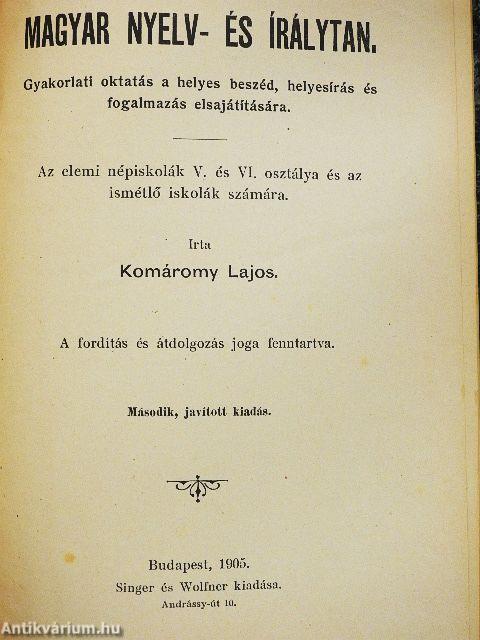 MAGYAR NYELV- ÉS ÍRÁLYTAN.
Gyakorlati oktatás a helyes beszéd, helyesírás és
fogalmazás elsajátítására.
Az elemi népiskolák V. és VI. osztálya és az
ismétlő iskolák számára.
Irta
Komáromy Lajos.
A fordítás és átdolgozás joga fenntartva.
Második, javított kiadás.
Budapest, 1905.
Singer és Wolfner kiadása.
Andrássy-út 10.
Antikvárium.hu